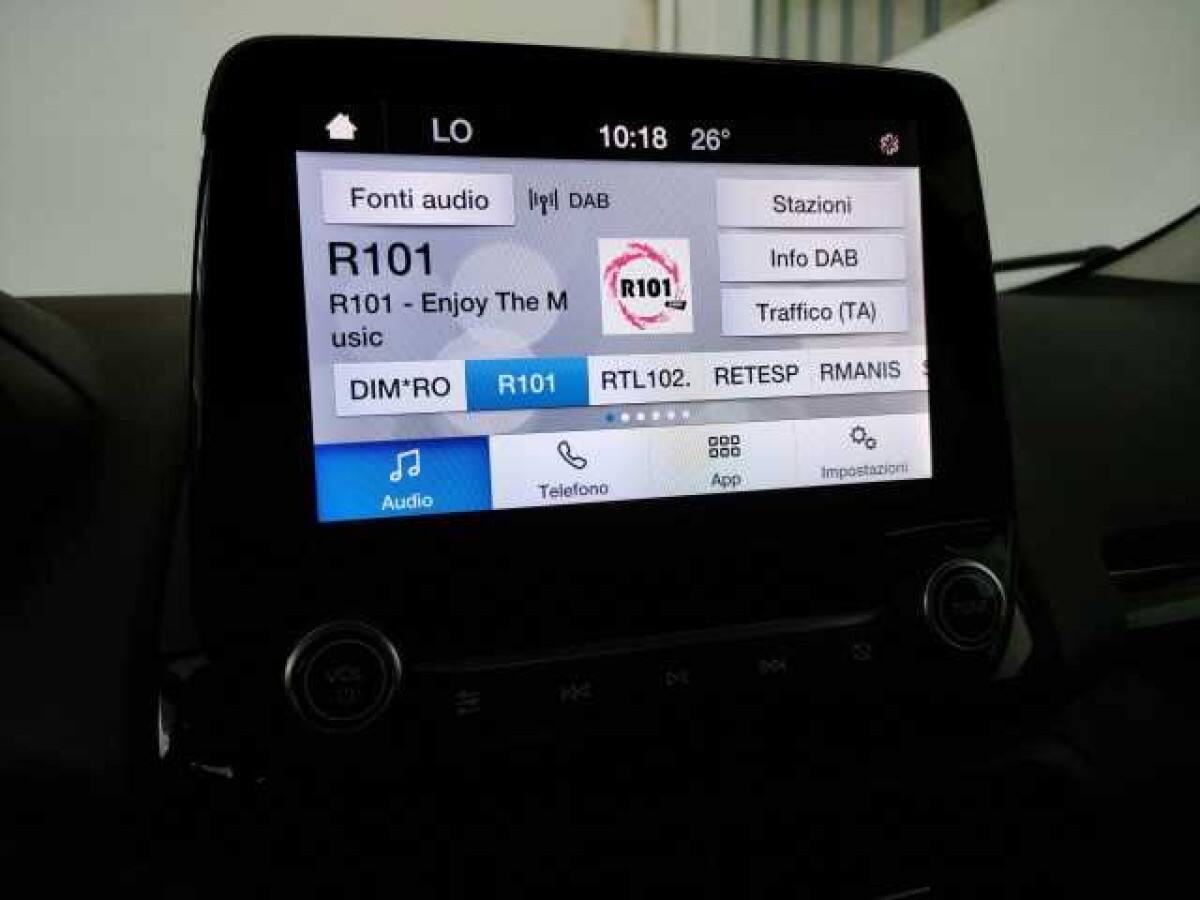 LO 10:18 26°
Fonti audio DAB Stazioni
R101
R101
Info DAB
R101 - Enjoy The M
usic
Traffico (TA)
DIM*RO R101 RTL102. RETESP RMANIS
Audio Telefono App Impostazioni
VOL